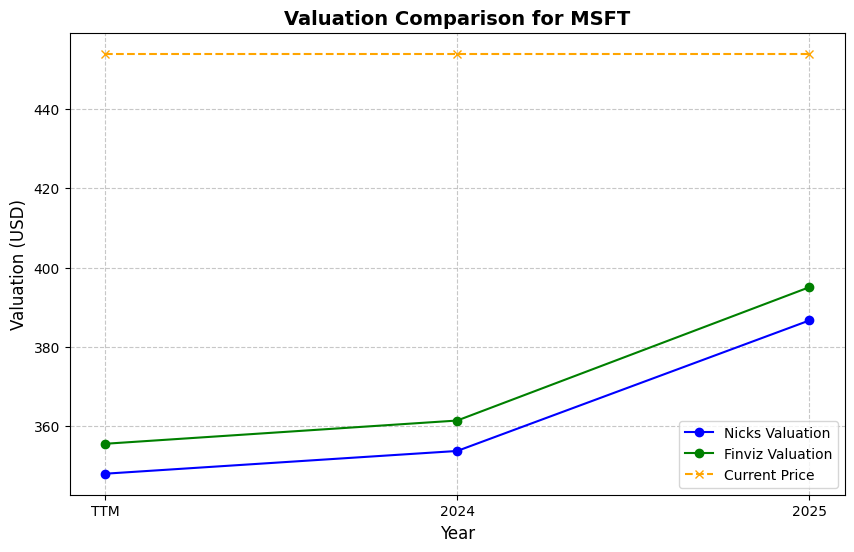 Valuation Comparison for MSFT
Valuation (USD)
440
420
400
380
360
TTM
2024
2025
Year
Nicks Valuation
Finviz Valuation
Current Price